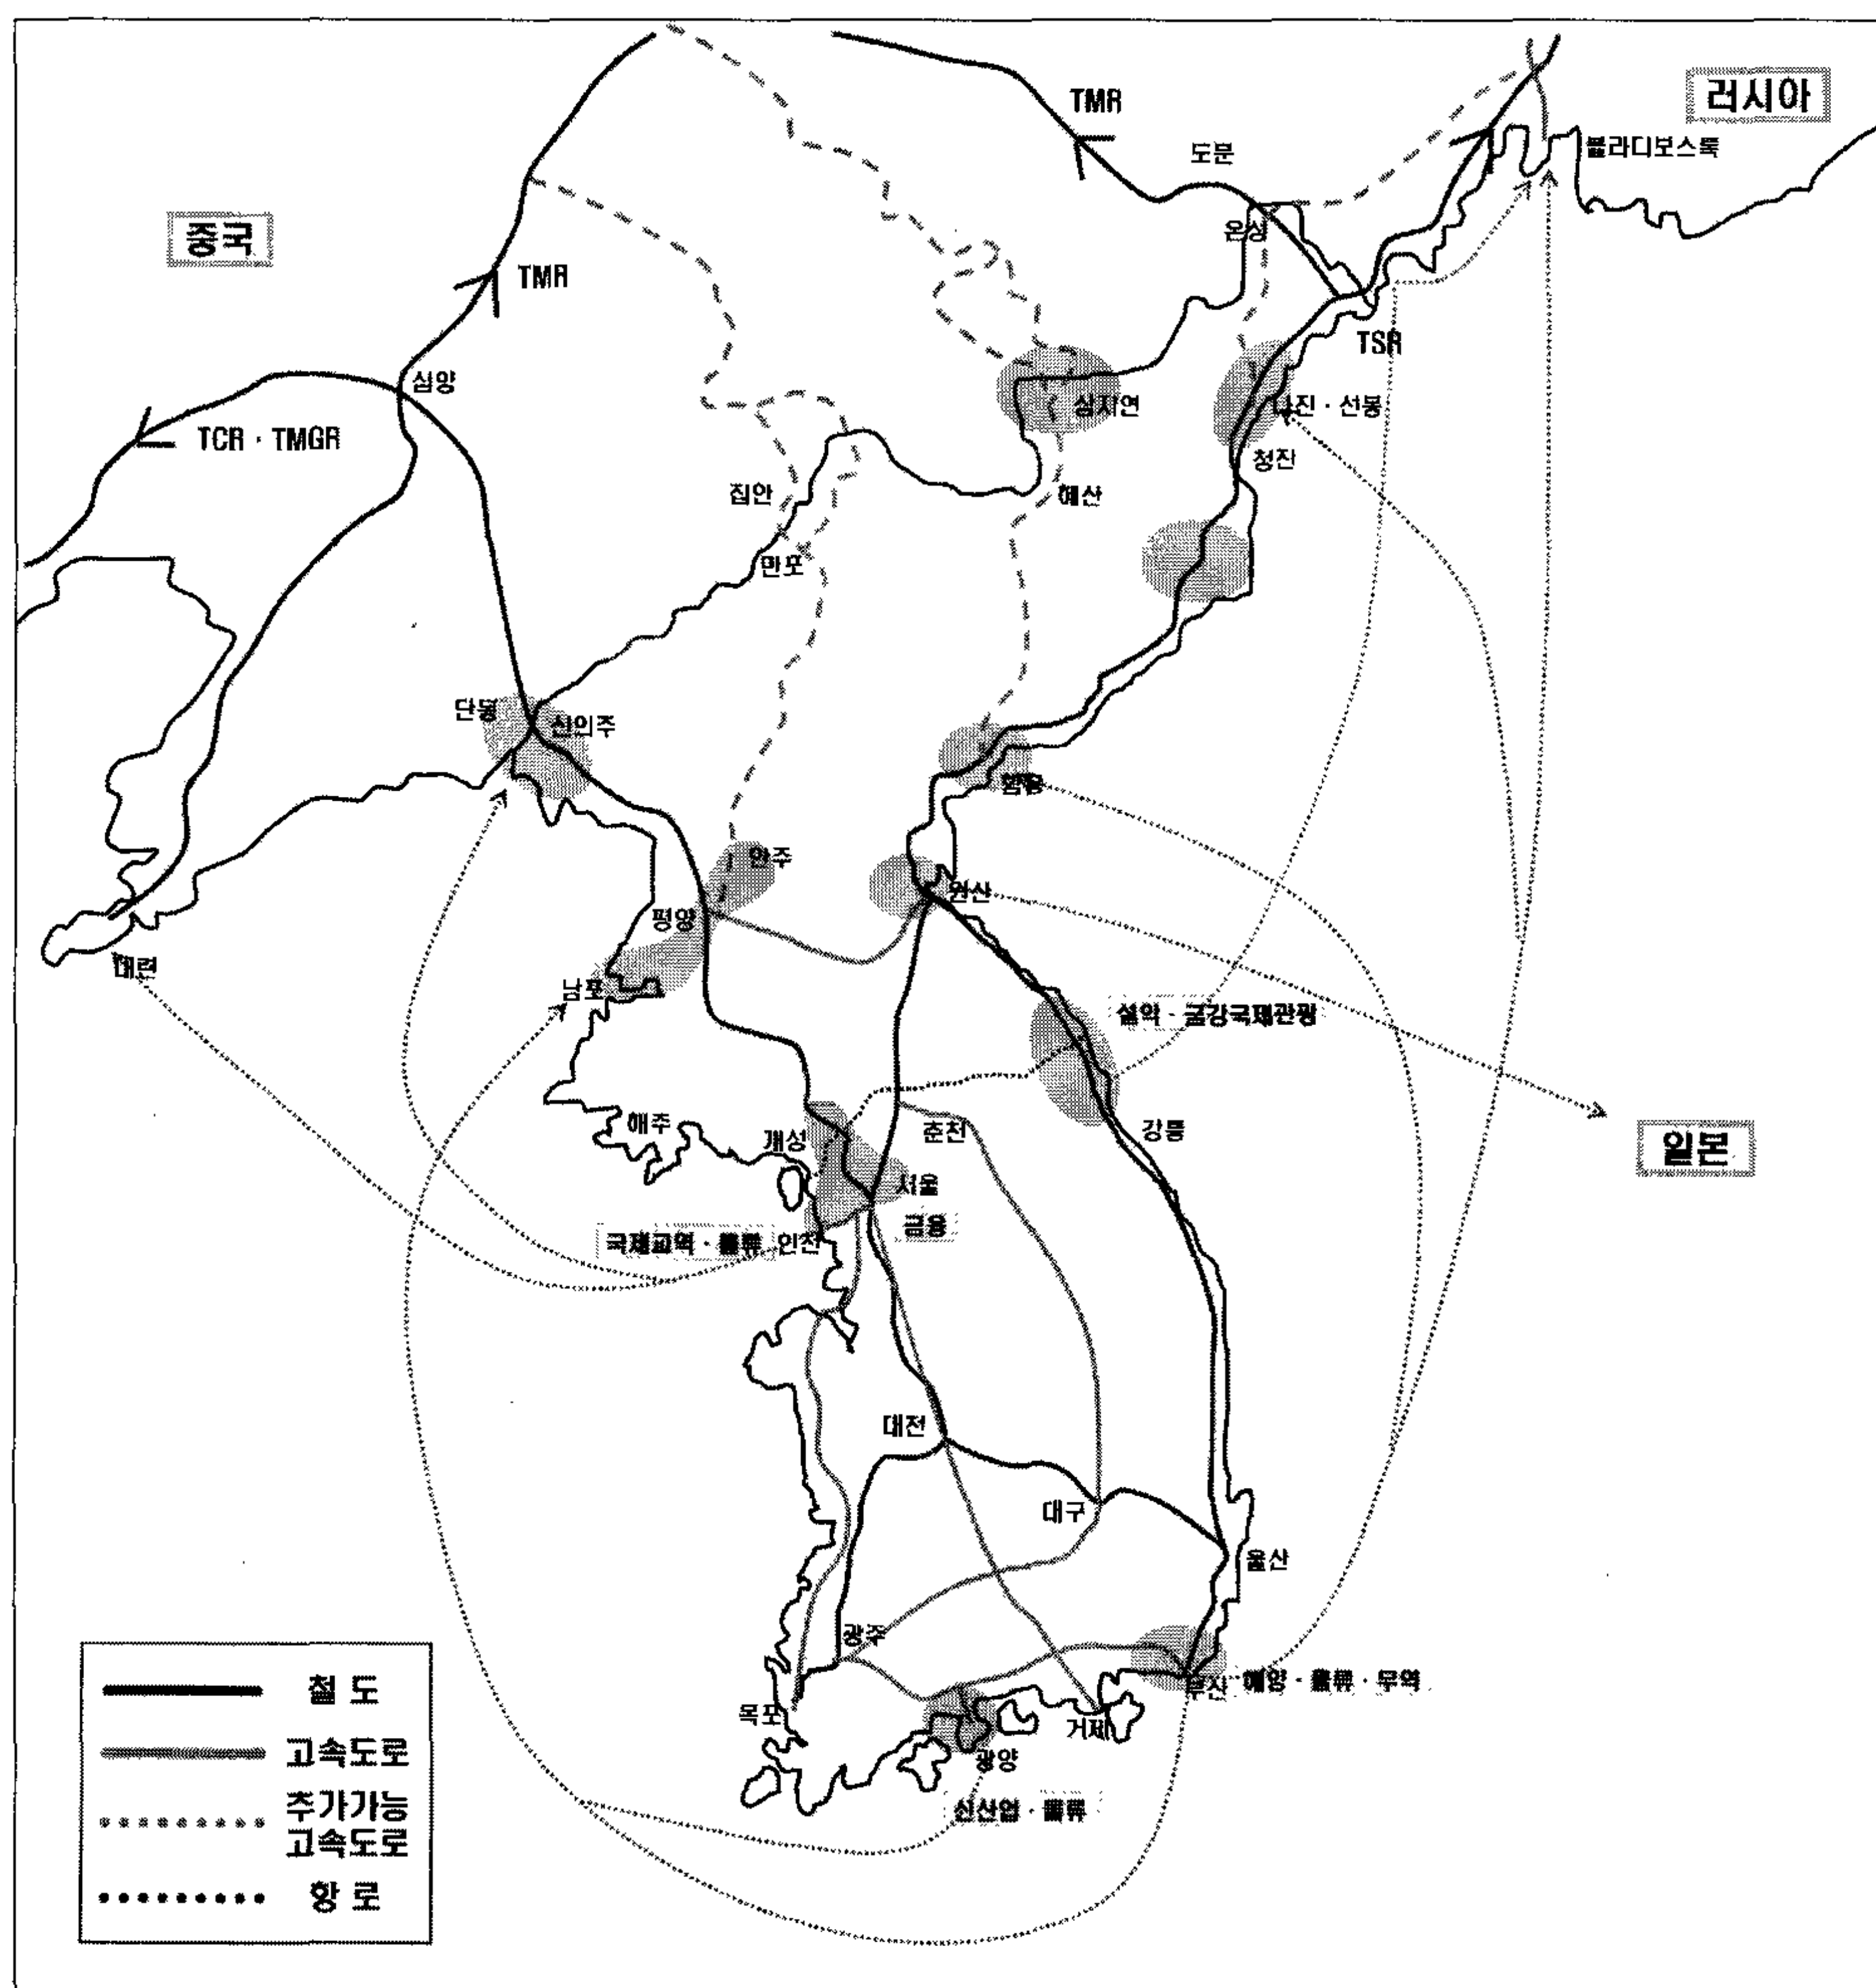 러시아
TMR
도문
블라디보스톡
온성
중국
TMR
TSR
심양
삼지연
나진 · 선봉
TCR · TMGR
청진
집안
혜산
만포
신의주
안주
원산
평양
대련
남포
설악 · 금강국제관광
해주
춘천
강릉
개성
일본
서울
금융
국제교역 · 물류
인천
대전
대구
울산
광주
부산
해양 · 물류 · 무역
목포
거제
광양
신산업 · 물류
철 도
고속도로
추가가능
고속도로
항 로